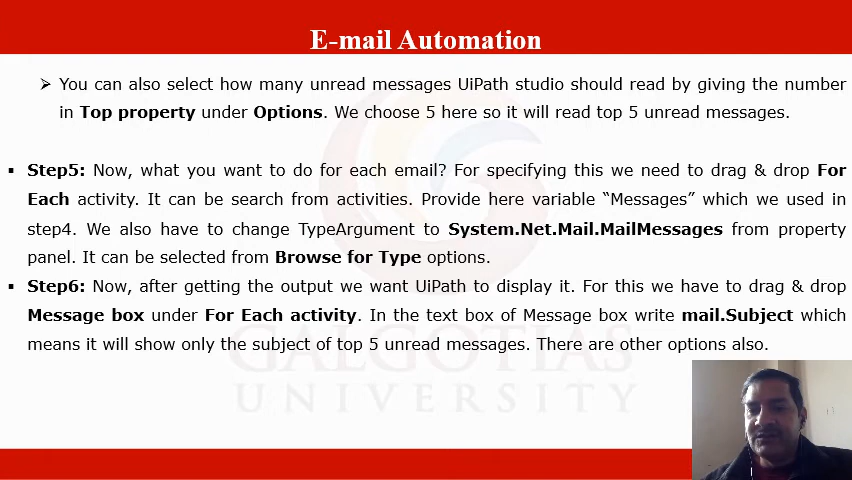 E-mail Automation
➢ You can also select how many unread messages UiPath studio should read by giving the number
in Top property under Options. We choose 5 here so it will read top 5 unread messages.
▪ Step5: Now, what you want to do for each email? For specifying this we need to drag & drop For
Each activity. It can be search from activities. Provide here variable “Messages” which we used in
step4. We also have to change TypeArgument to System.Net.Mail.MailMessages from property
panel. It can be selected from Browse for Type options.
▪ Step6: Now, after getting the output we want UiPath to display it. For this we have to drag & drop
Message box under For Each activity. In the text box of Message box write mail.Subject which
means it will show only the subject of top 5 unread messages. There are other options also.
GALGOTIAS
UNIVERSITY